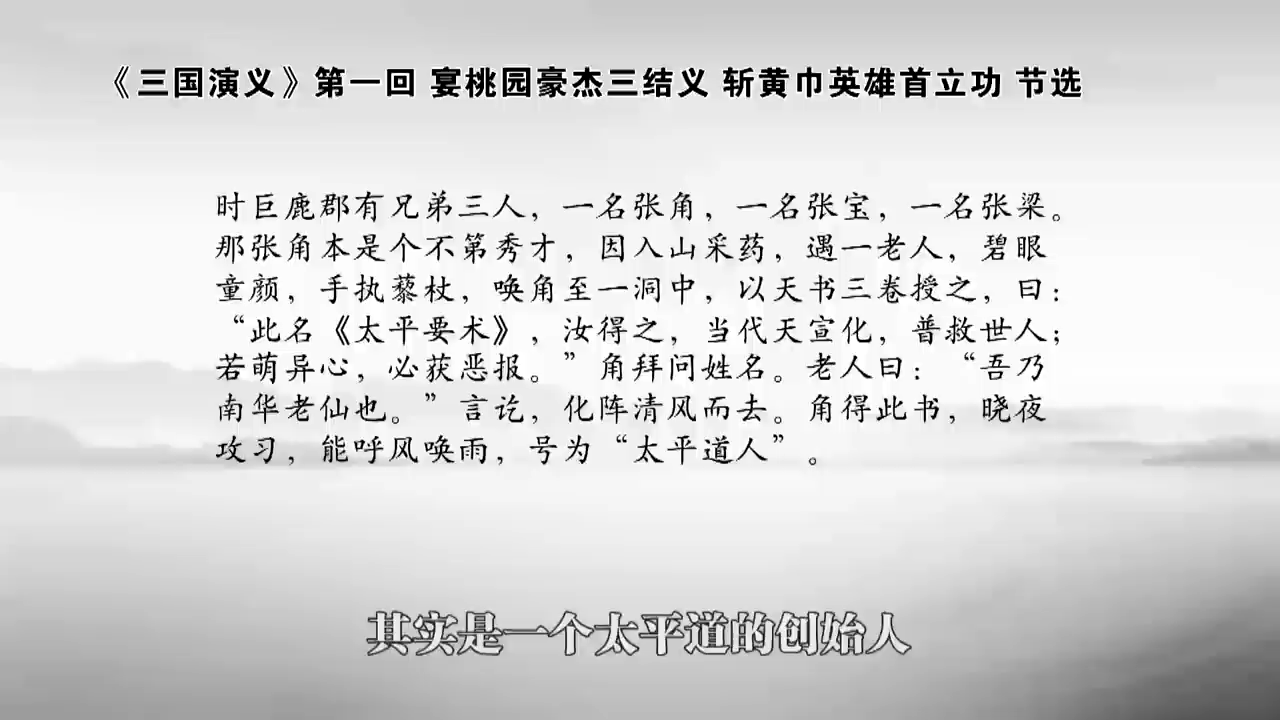 《三国演义》第一回 宴桃园豪杰三结义 斩黄巾英雄首立功 节选
时巨鹿郡有兄弟三人，一名张角，一名张宝，一名张梁。
那张角本是个不第秀才，因入山采药，遇一老人，碧眼
童颜，手执藜杖，唤角至一洞中，以天书三卷授之，曰：
“此名《太平要术》，汝得之，当代天宣化，普救世人；
若萌异心，必获恶报。”角拜问姓名。老人曰：“吾乃
南华老仙也。”言讫，化阵清风而去。角得此书，晓夜
攻习，能呼风唤雨，号为“太平道人”。
其实是一个太平道的创始人